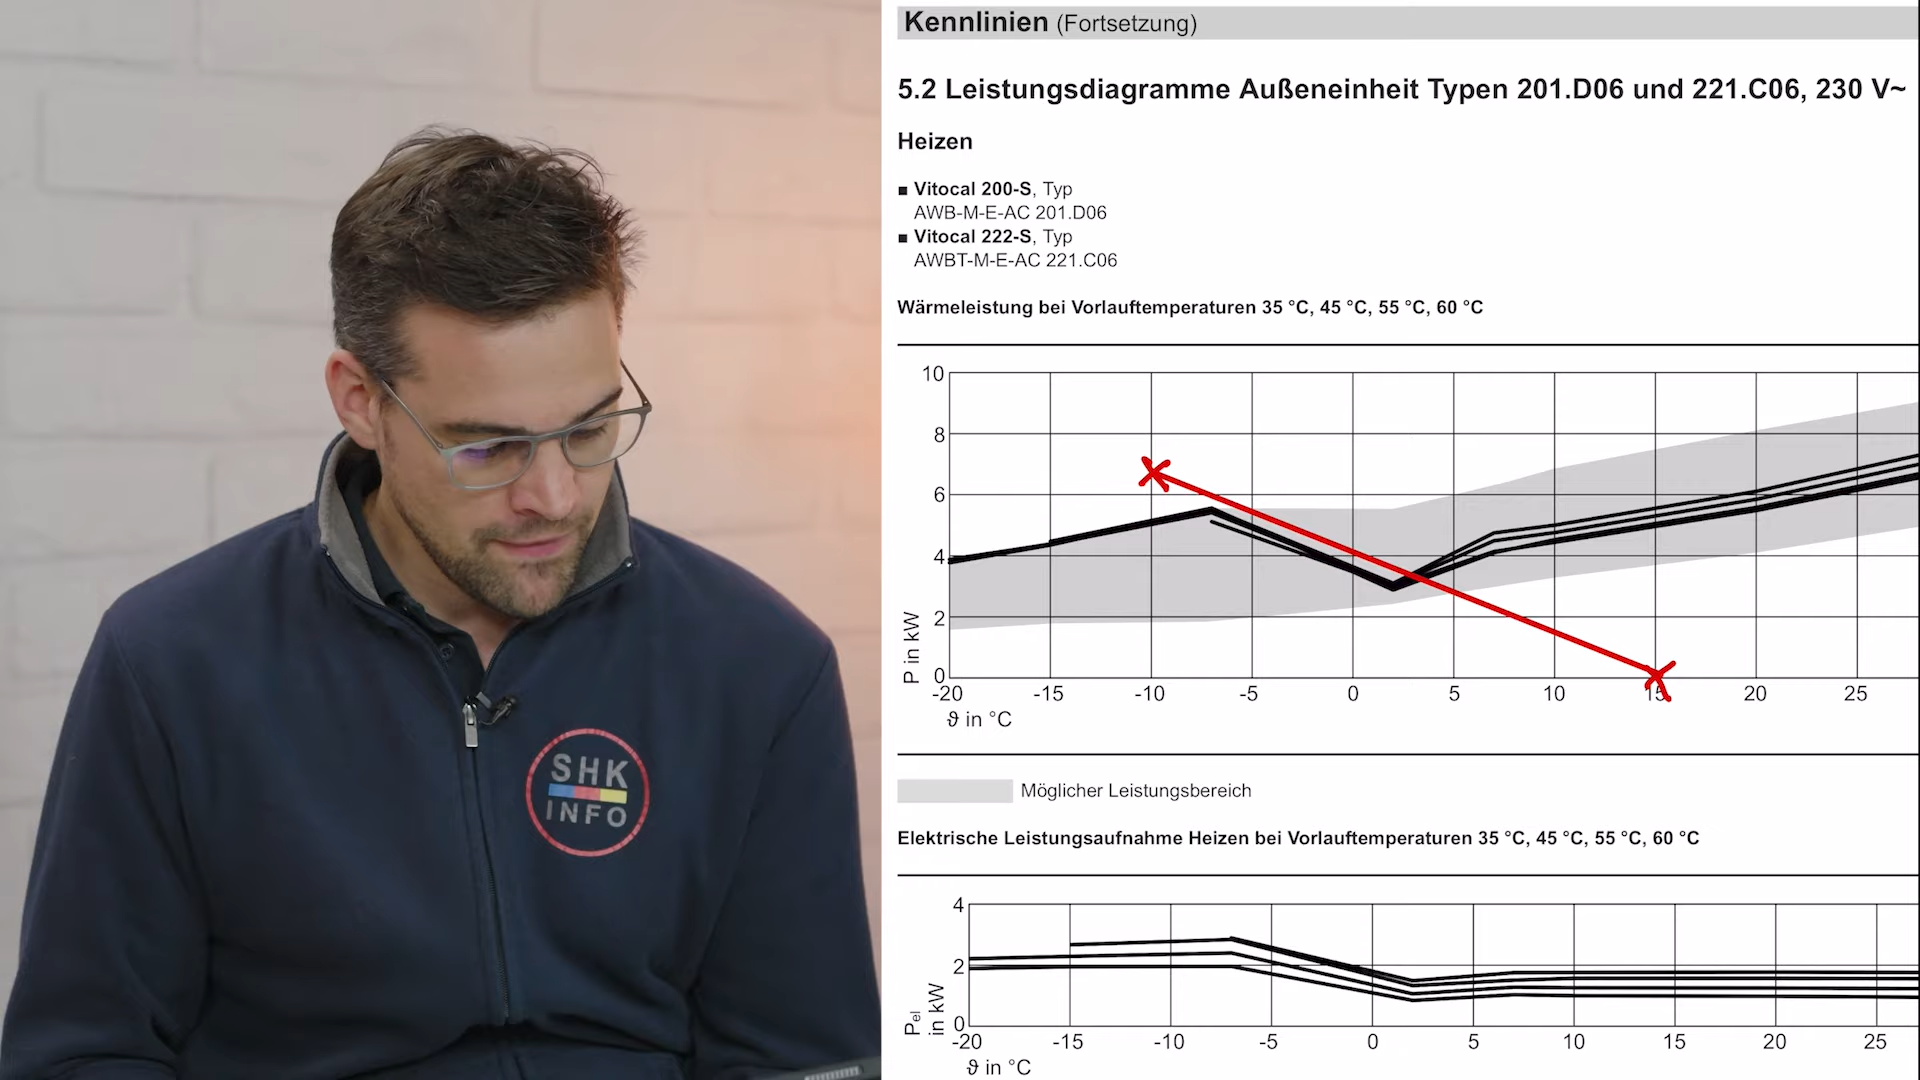 SHK
INFO
Kennlinien (Fortsetzung)
5.2 Leistungsdiagramme Außeneinheit Typen 201.D06 und 221.C06, 230 V~
Heizen
■ Vitocal 200-S, Typ
AWB-M-E-AC 201.D06
■ Vitocal 222-S, Typ
AWBT-M-E-AC 221.C06
Wärmeleistung bei Vorlauftemperaturen 35 °C, 45 °C, 55 °C, 60 °C
10
8
6
4
2
0
P in kW
-20 -15 -10 -5 0 5 10 15 20 25
ϑ in °C
Möglicher Leistungsbereich
Elektrische Leistungsaufnahme Heizen bei Vorlauftemperaturen 35 °C, 45 °C, 55 °C, 60 °C
4
2
0
Pel
in kW
-20 -15 -10 -5 0 5 10 15 20 25
ϑ in °C